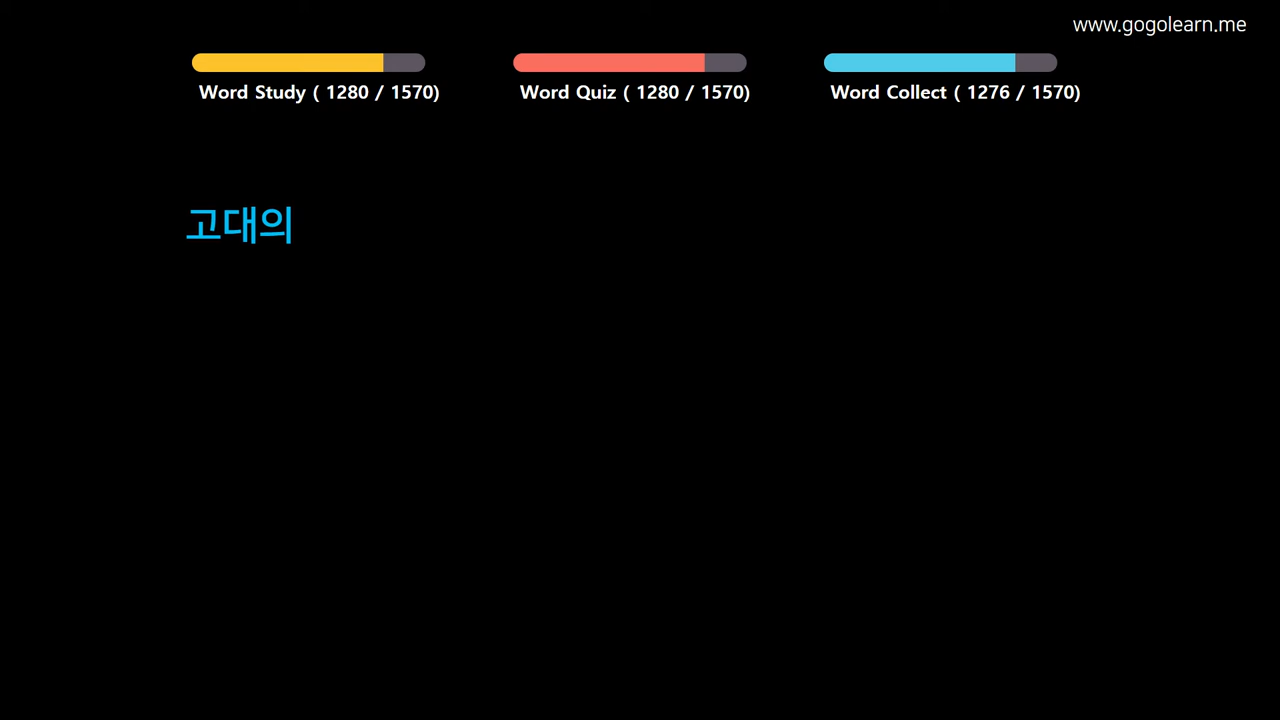 www.gogolearn.me
Word Study ( 1280 / 1570)
Word Quiz ( 1280 / 1570)
Word Collect ( 1276 / 1570)
고대의